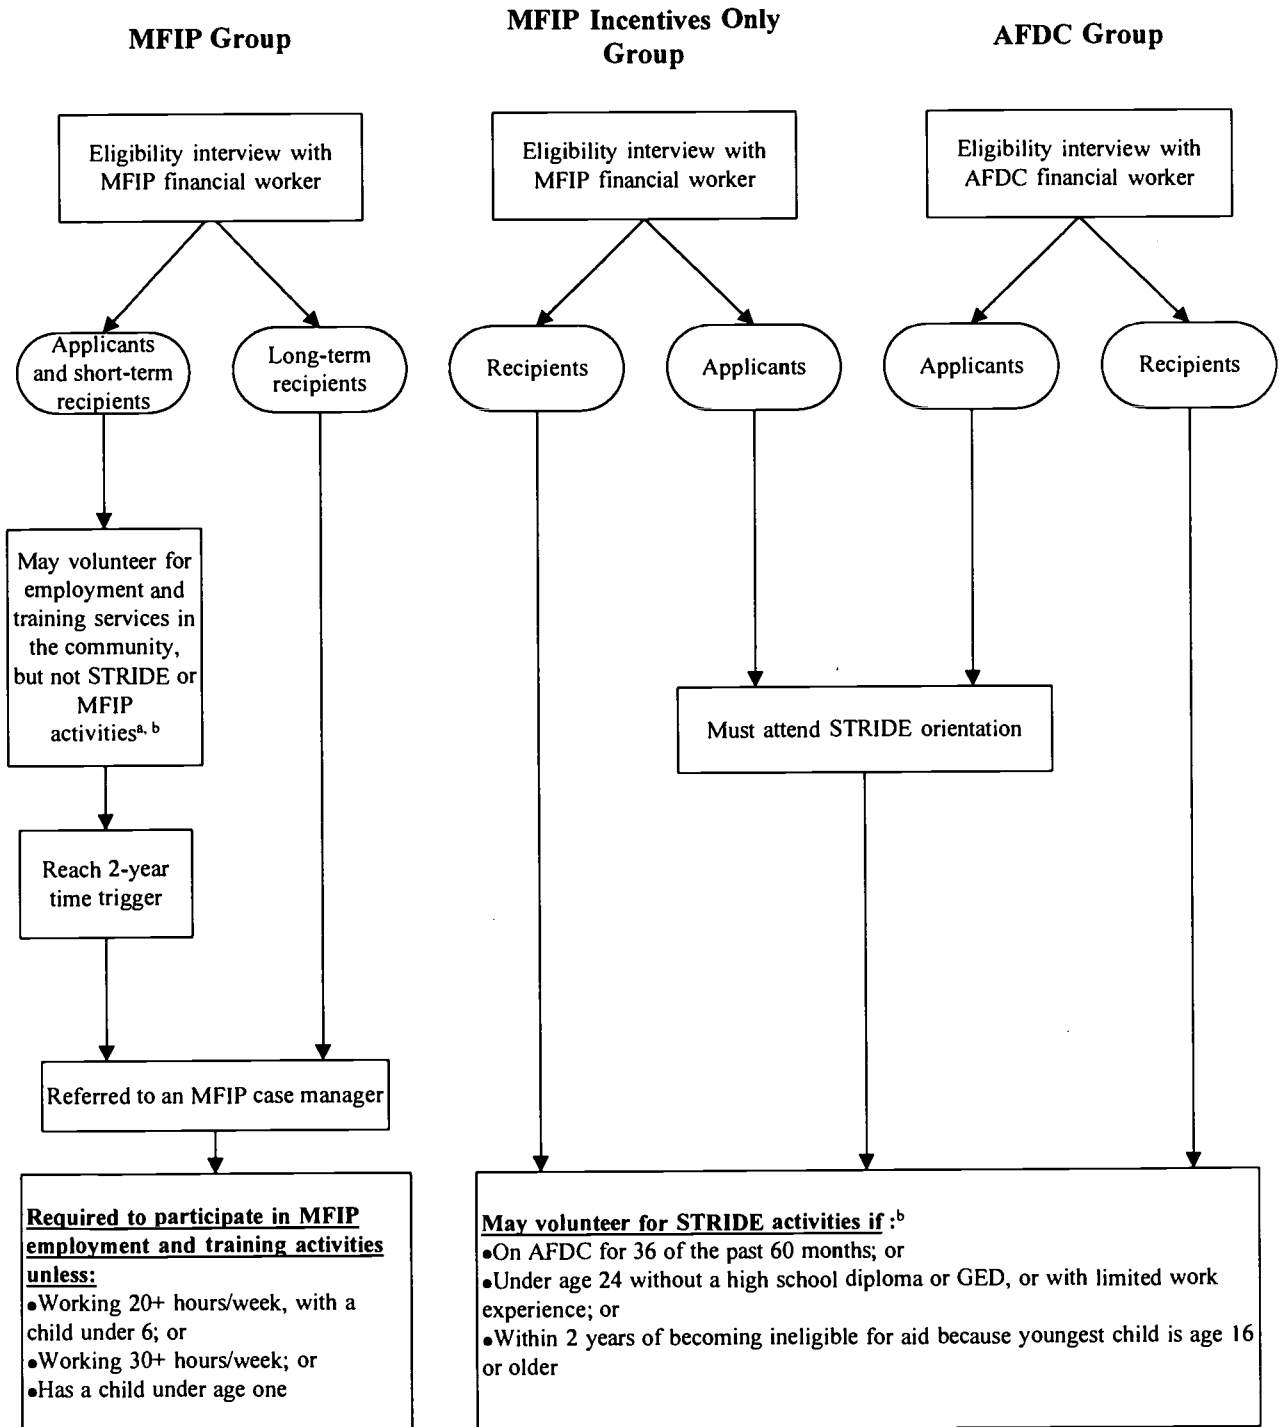 MFIP Group
MFIP Incentives Only
Group
AFDC Group
Eligibility interview with
MFIP financial worker
Eligibility interview with
MFIP financial worker
Eligibility interview with
AFDC financial worker
Applicants
and short-term
recipients
Long-term
recipients
Recipients
Applicants
Applicants
Recipients
May volunteer for
employment and
training services in
the community,
but not STRIDE or
MFIP
activitiesa, b
Must attend STRIDE orientation
Reach 2-year
time trigger
Referred to an MFIP case manager
Required to participate in MFIP
employment and training activities
unless:
•Working 20+ hours/week, with a
child under 6; or
•Working 30+ hours/week; or
•Has a child under age one
May volunteer for STRIDE activities if :b
•On AFDC for 36 of the past 60 months; or
•Under age 24 without a high school diploma or GED, or with limited work
experience; or
•Within 2 years of becoming ineligible for aid because youngest child is age 16
or older